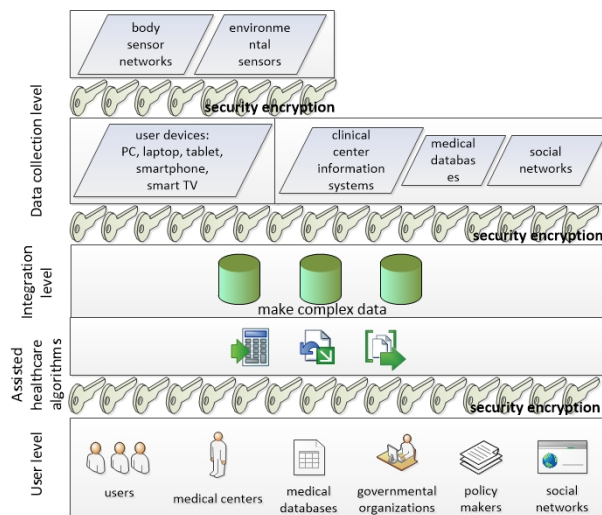 body
sensor
networks
environme
ntal
sensors
security encryption
Data collection level
user devices:
PC, laptop, tablet,
smartphone,
smart TV
clinical
center
information
systems
medical
databas
es
social
networks
security encryption
Integration
level
make complex data
Assisted
healthcare
algorithms
security encryption
User level
users
medical centers
medical
databases
governmental
organizations
policy
makers
social
networks